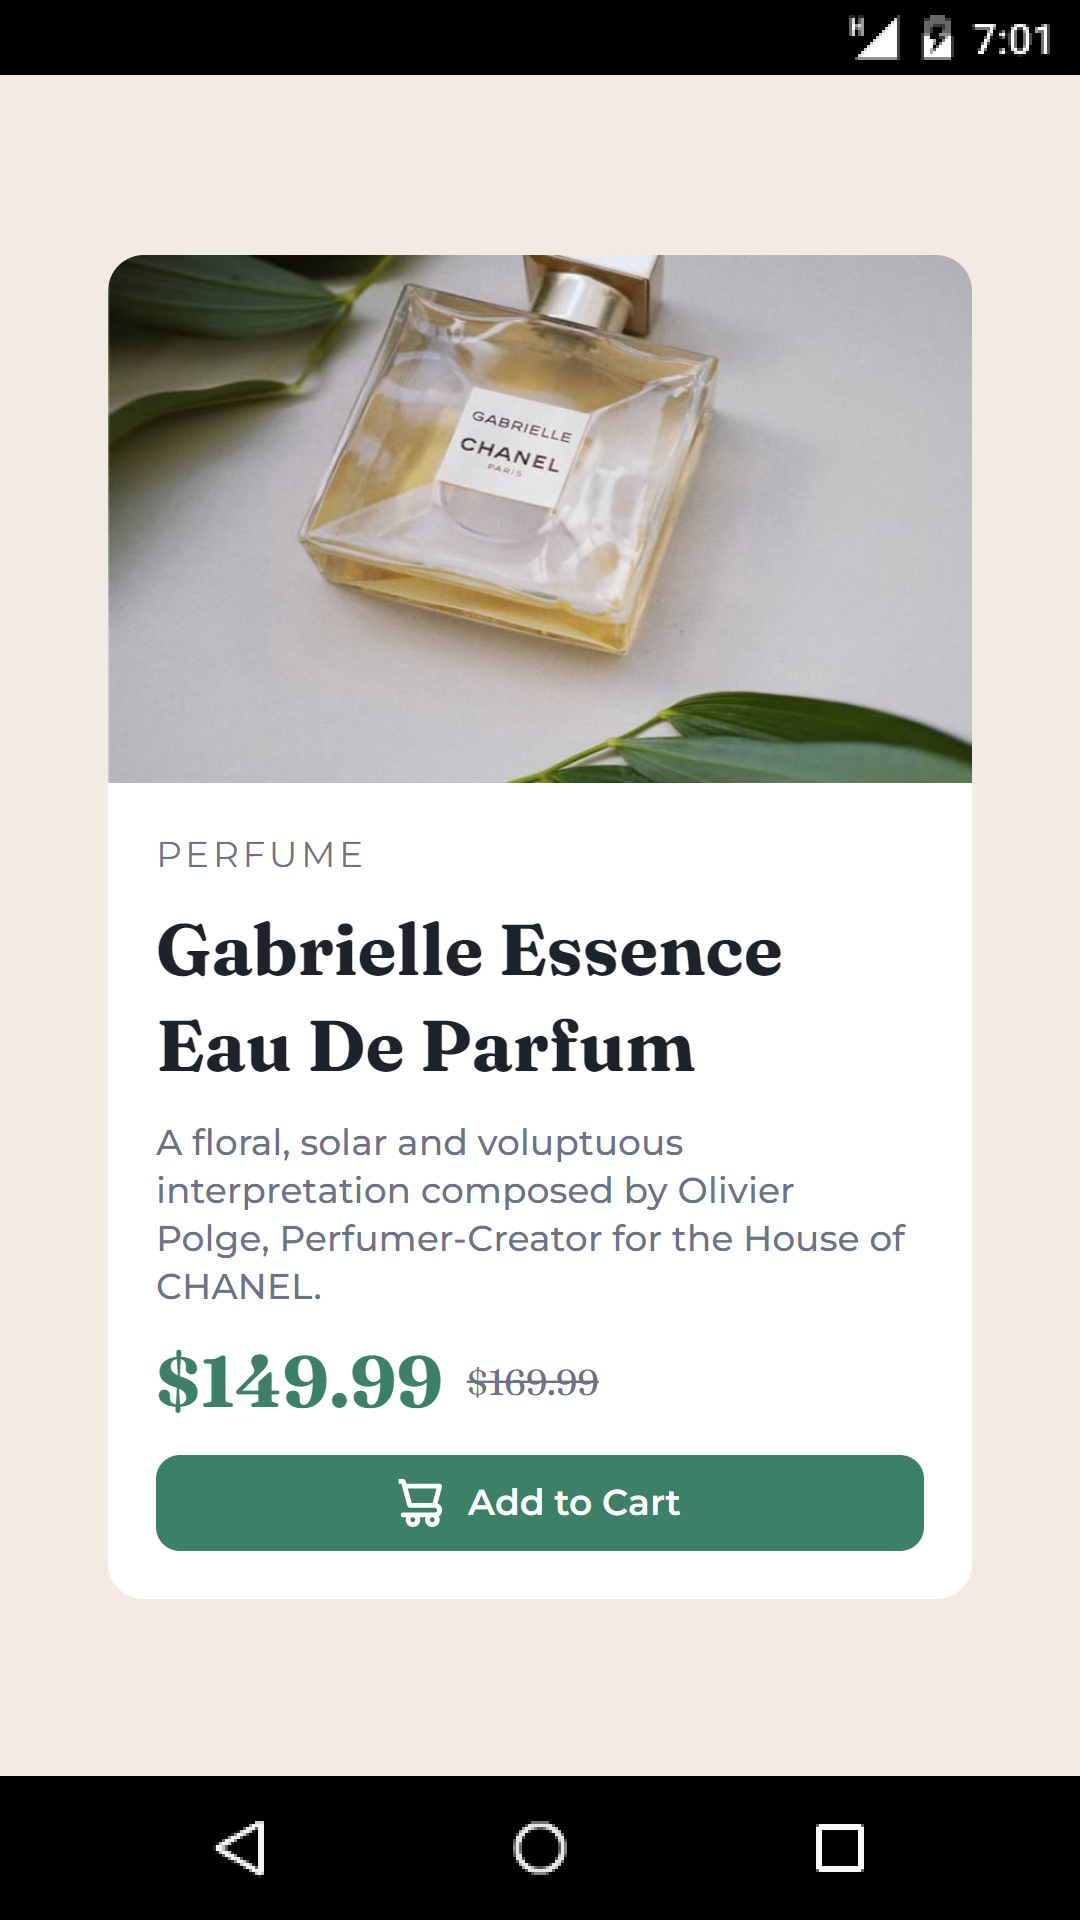 H 7:01
GABRIELLE
CHANEL
PARIS
PERFUME
Gabrielle Essence
Eau De Parfum
A floral, solar and voluptuous
interpretation composed by Olivier
Polge, Perfumer-Creator for the House of
CHANEL.
$149.99 $169.99
Add to Cart